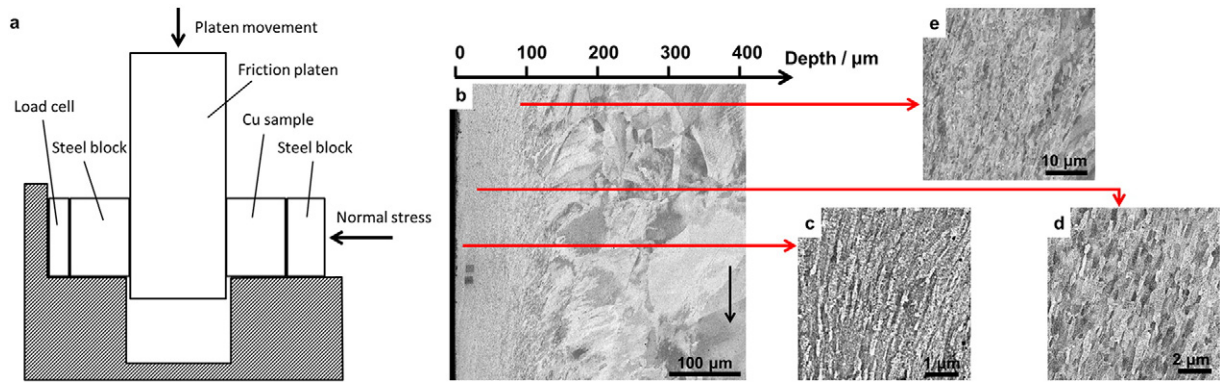 a
Platen movement
Friction platen
Load cell
Steel block
Cu sample
Steel block
Normal stress
0 100 200 300 400
Depth / µm
b
100 µm
e
10 µm
c
1 µm
d
2 µm